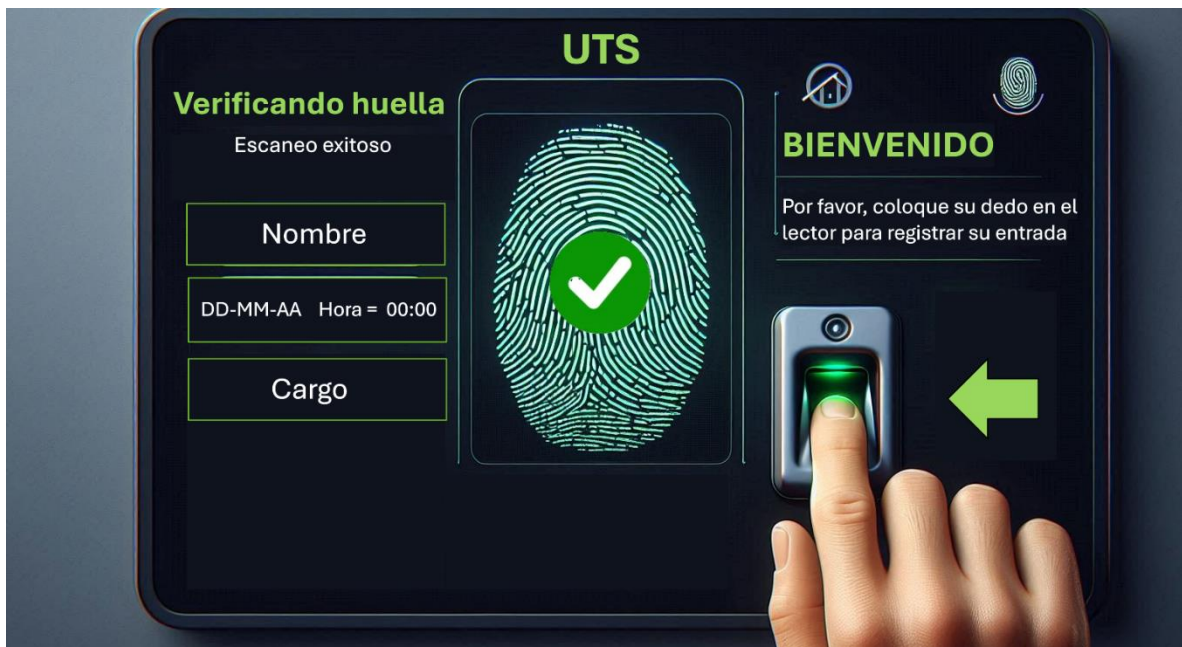 UTS
Verificando huella
Escaneo exitoso
Nombre
DD-MM-AA Hora = 00:00
Cargo
BIENVENIDO
Por favor, coloque su dedo en el
lector para registrar su entrada